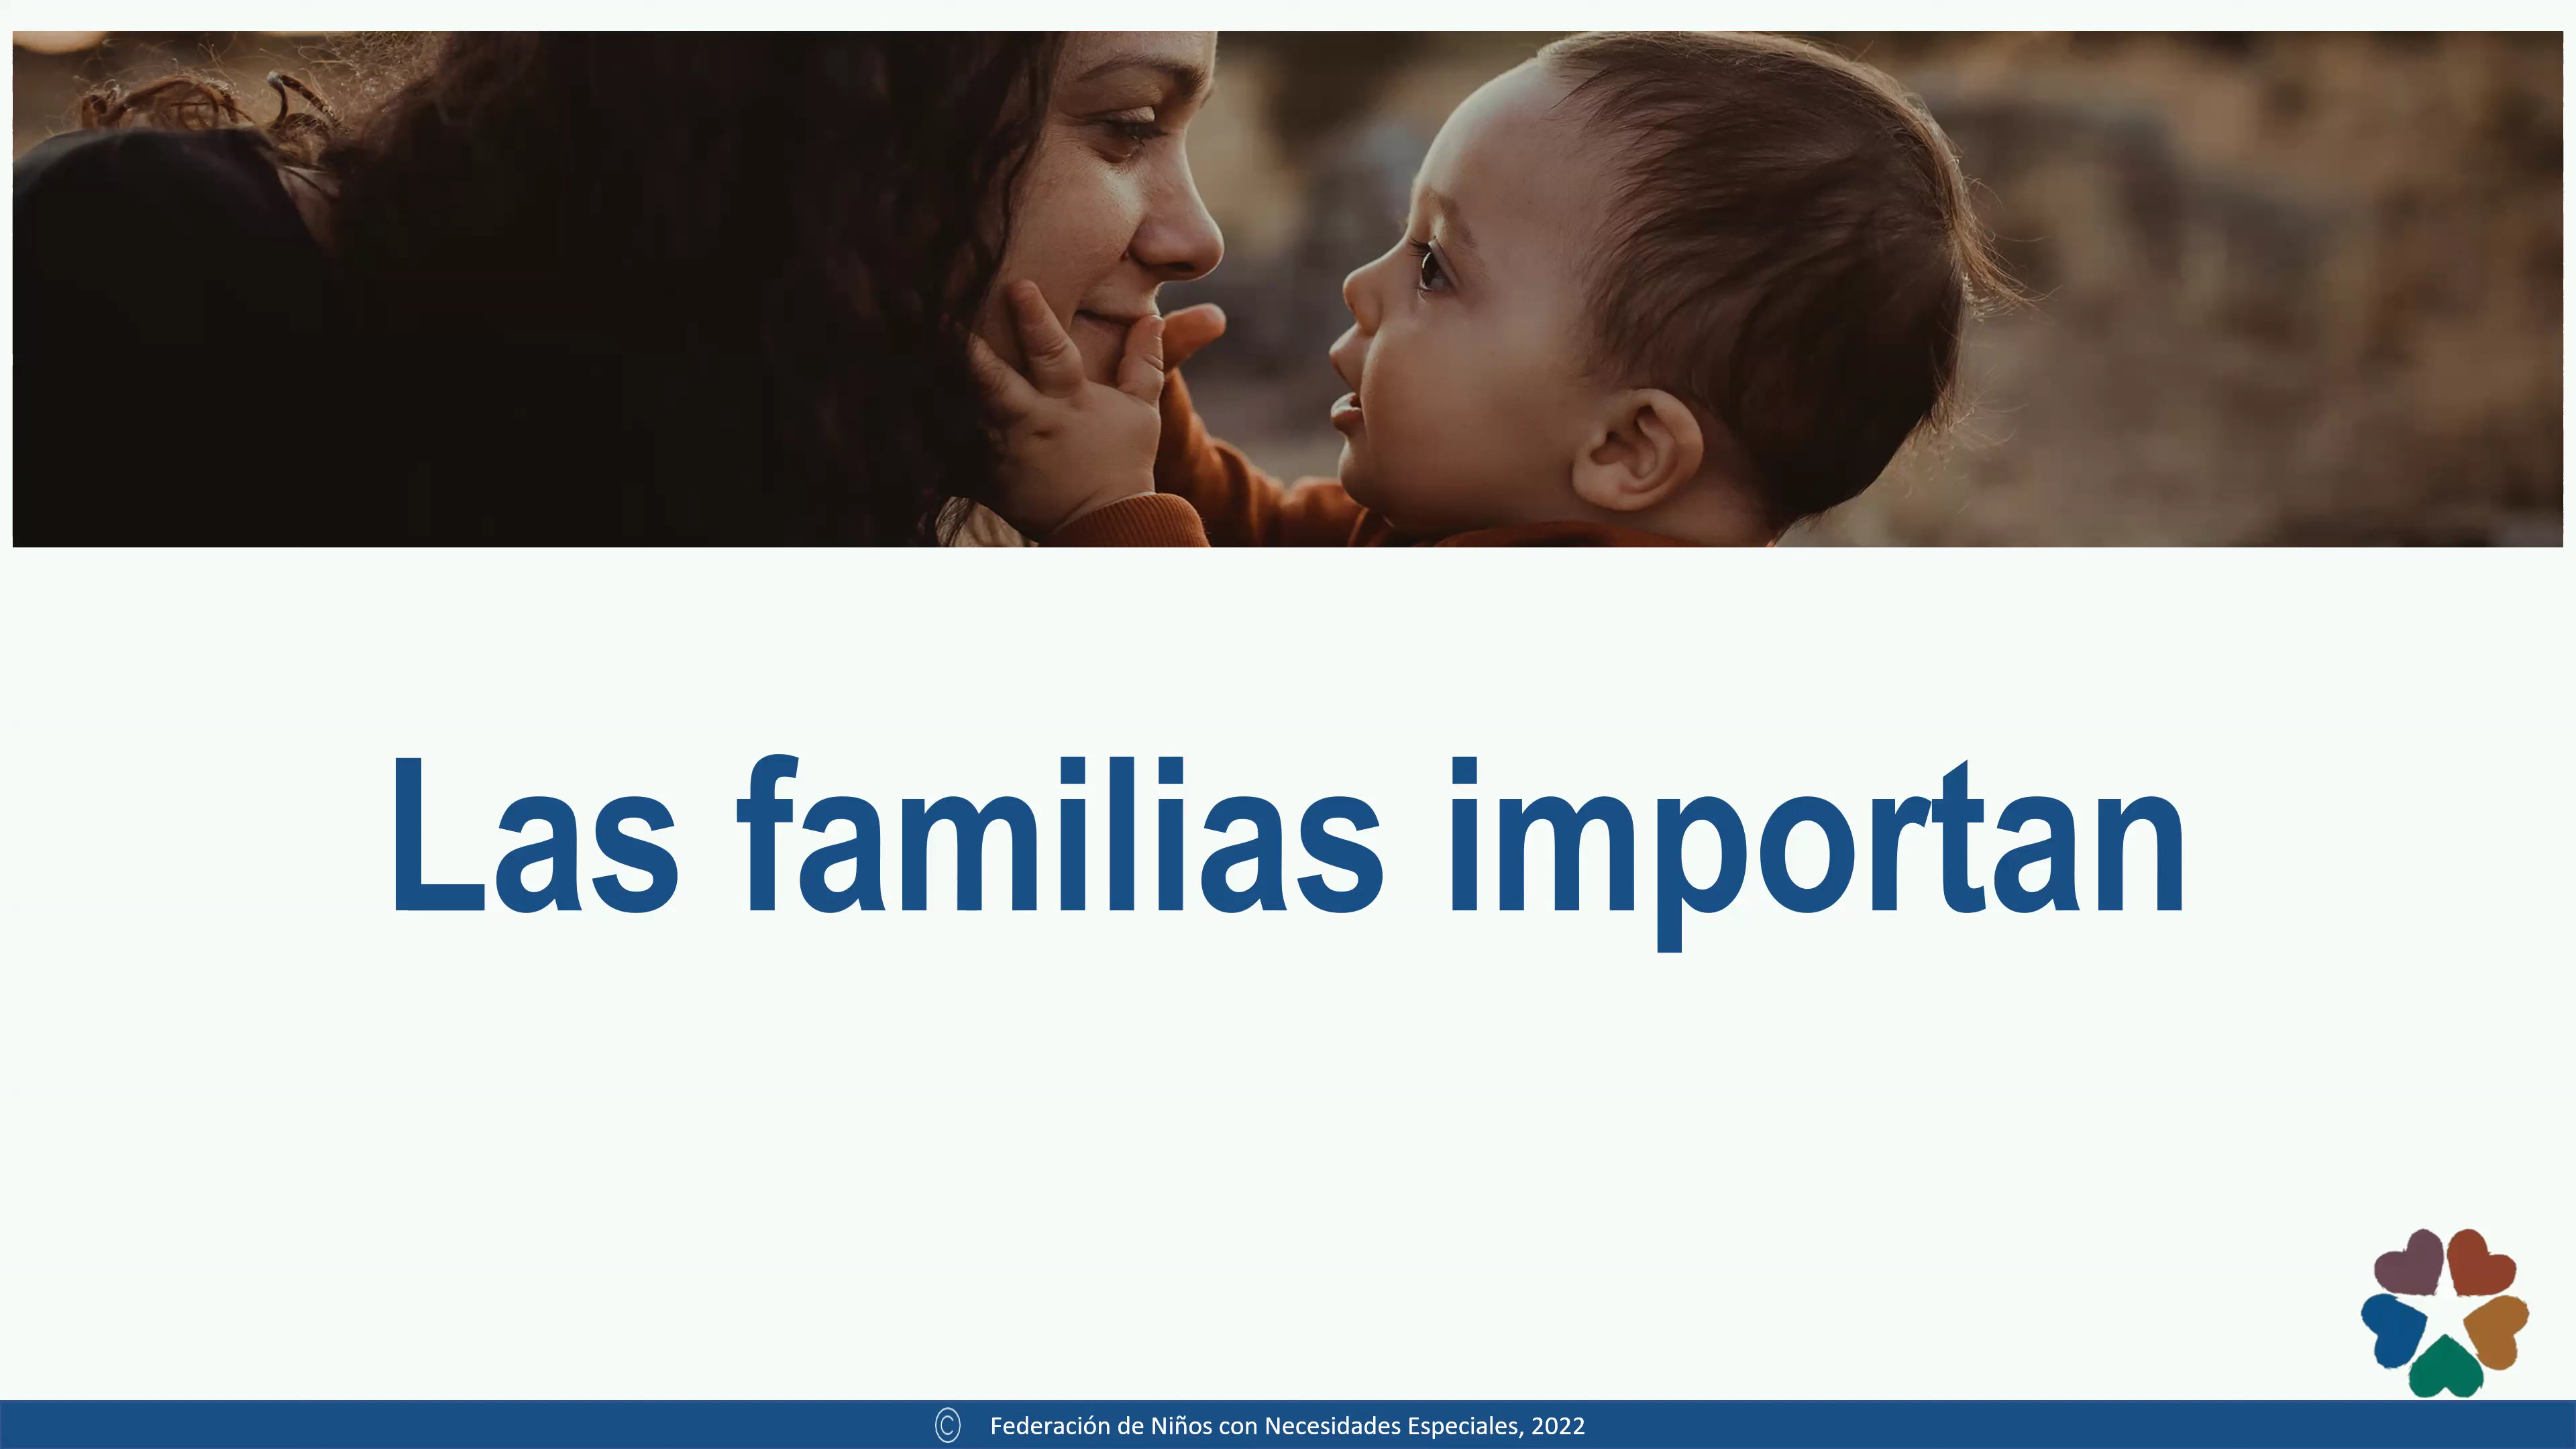 Las familias importan
© Federación de Niños con Necesidades Especiales, 2022